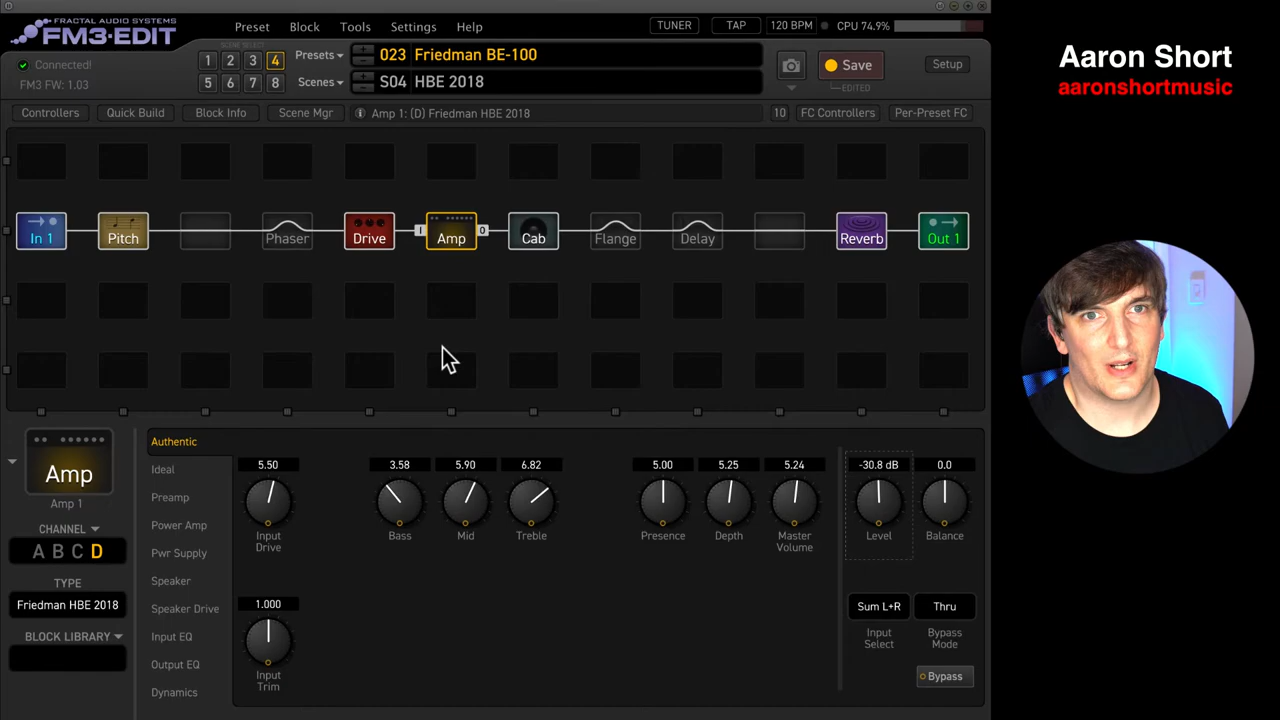 FRACTAL AUDIO SYSTEMS
FM3-EDIT
Preset Block Tools Settings Help
TUNER TAP 120 BPM CPU 74.9%
SCENE SELECT
1 2 3 4
5 6 7 8
Presets 023 Friedman BE-100
Scenes S04 HBE 2018
Connected!
FM3 FW: 1.03
Save
EDITED
Setup
Controllers Quick Build Block Info Scene Mgr Amp 1: (D) Friedman HBE 2018 10 FC Controllers Per-Preset FC
In 1 Pitch Phaser Drive I Amp O Cab Flange Delay Reverb Out 1
Amp
Amp 1
CHANNEL
A B C D
TYPE
Friedman HBE 2018
BLOCK LIBRARY
Authentic
Ideal
Preamp
Power Amp
Pwr Supply
Speaker
Speaker Drive
Input EQ
Output EQ
Dynamics
5.50 3.58 5.90 6.82 5.00 5.25 5.24 -30.8 dB 0.0
Input Drive Bass Mid Treble Presence Depth Master Volume Level Balance
1.000
Input Trim
Sum L+R Thru
Input Select Bypass Mode
Bypass
Aaron Short
aaronshortmusic